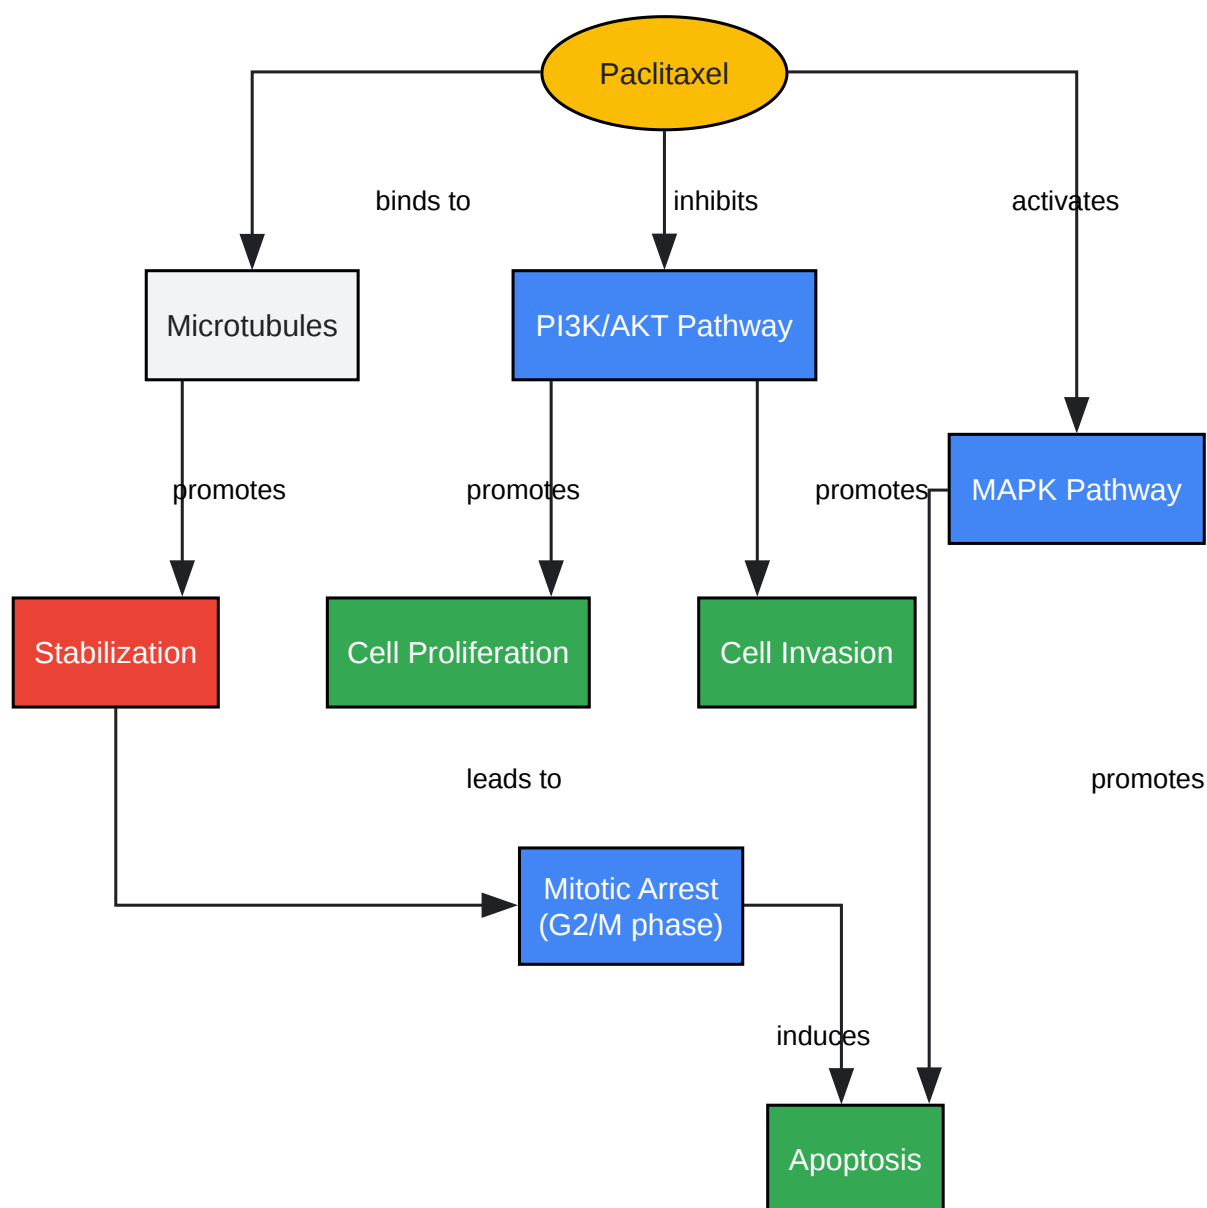 Paclitaxel
binds to
inhibits
activates
Microtubules
PI3K/AKT Pathway
promotes
promotes
promotes
MAPK Pathway
Stabilization
Cell Proliferation
Cell Invasion
leads to
promotes
Mitotic Arrest
(G2/M phase)
induces
Apoptosis